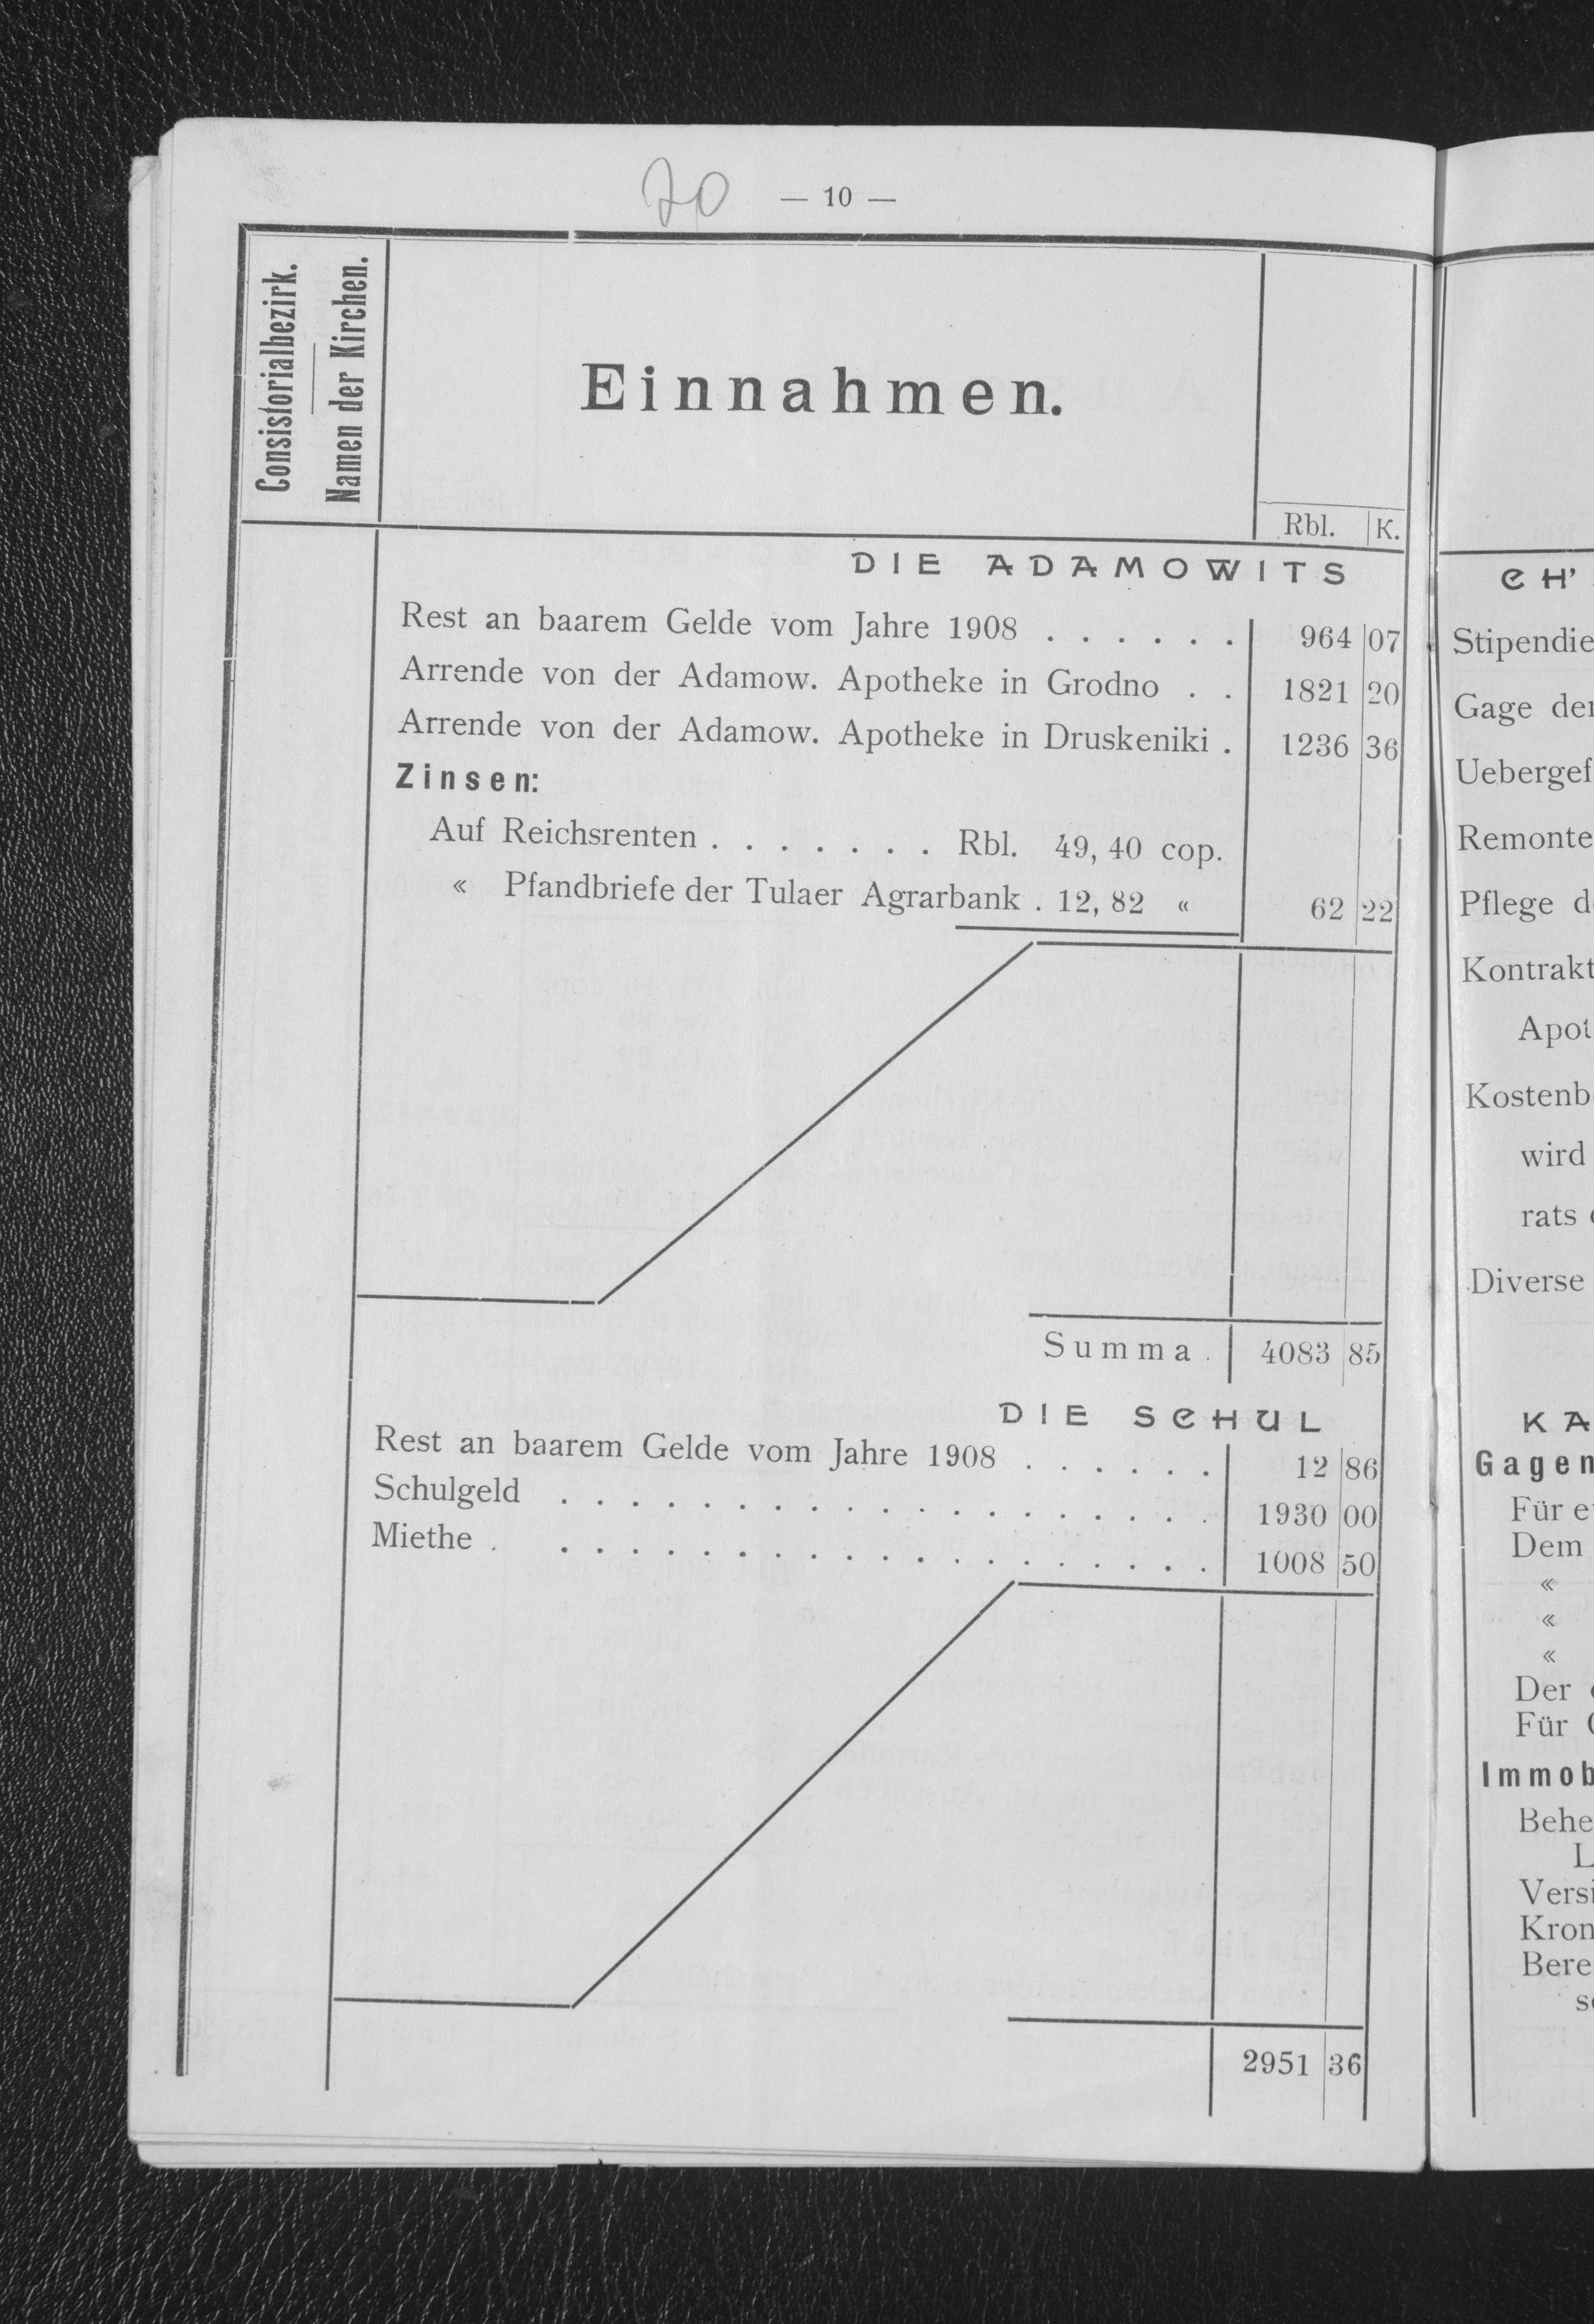 70 — 10 —
Consistorialbezirk.
Namen der Kirchen.
Einnahmen.
Rbl. K.
DIE ADAMOWITS
Rest an baarem Gelde vom Jahre 1908 . . . . . . 964 07
Arrende von der Adamow. Apotheke in Grodno . . 1821 20
Arrende von der Adamow. Apotheke in Druskeniki . 1236 36
Zinsen:
Auf Reichsrenten . . . . . . . Rbl. 49, 40 cop.
« Pfandbriefe der Tulaer Agrarbank . 12, 82 « 62 22
Summa . 4083 85
DIE SCHUL
Rest an baarem Gelde vom Jahre 1908 . . . . . . 12 86
Schulgeld . . . . . . . . . . . . . . . . . . . 1930 00
Miethe . . . . . . . . . . . . . . . . . . . . 1008 50
2951 36
CH'
Stipendie
Gage der
Uebergef
Remonte
Pflege d
Kontrakt
Apot
Kostenb
wird
rats
Diverse
KA
Gagen
Für e
Dem
«
«
«
Der
Für
Immob
Behe
L
Versi
Kron
Bere
s